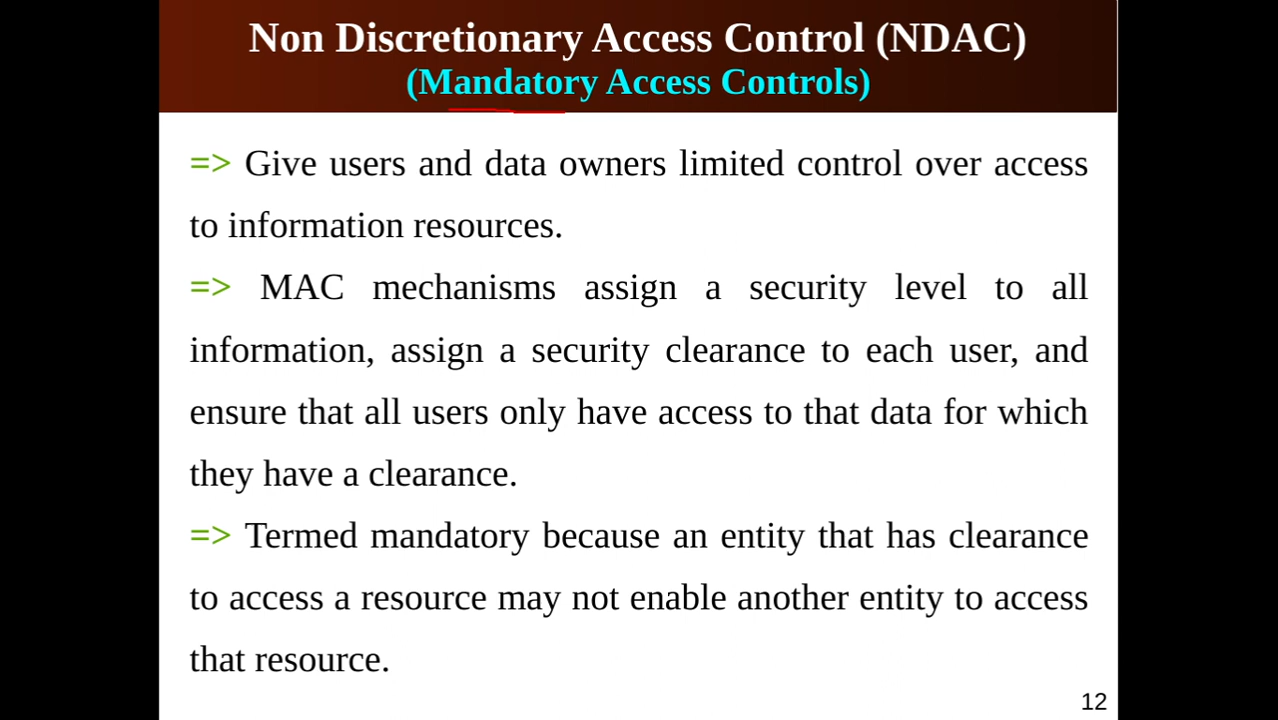 Non Discretionary Access Control (NDAC)
(Mandatory Access Controls)
=> Give users and data owners limited control over access
to information resources.
=> MAC mechanisms assign a security level to all
information, assign a security clearance to each user, and
ensure that all users only have access to that data for which
they have a clearance.
=> Termed mandatory because an entity that has clearance
to access a resource may not enable another entity to access
that resource.
12